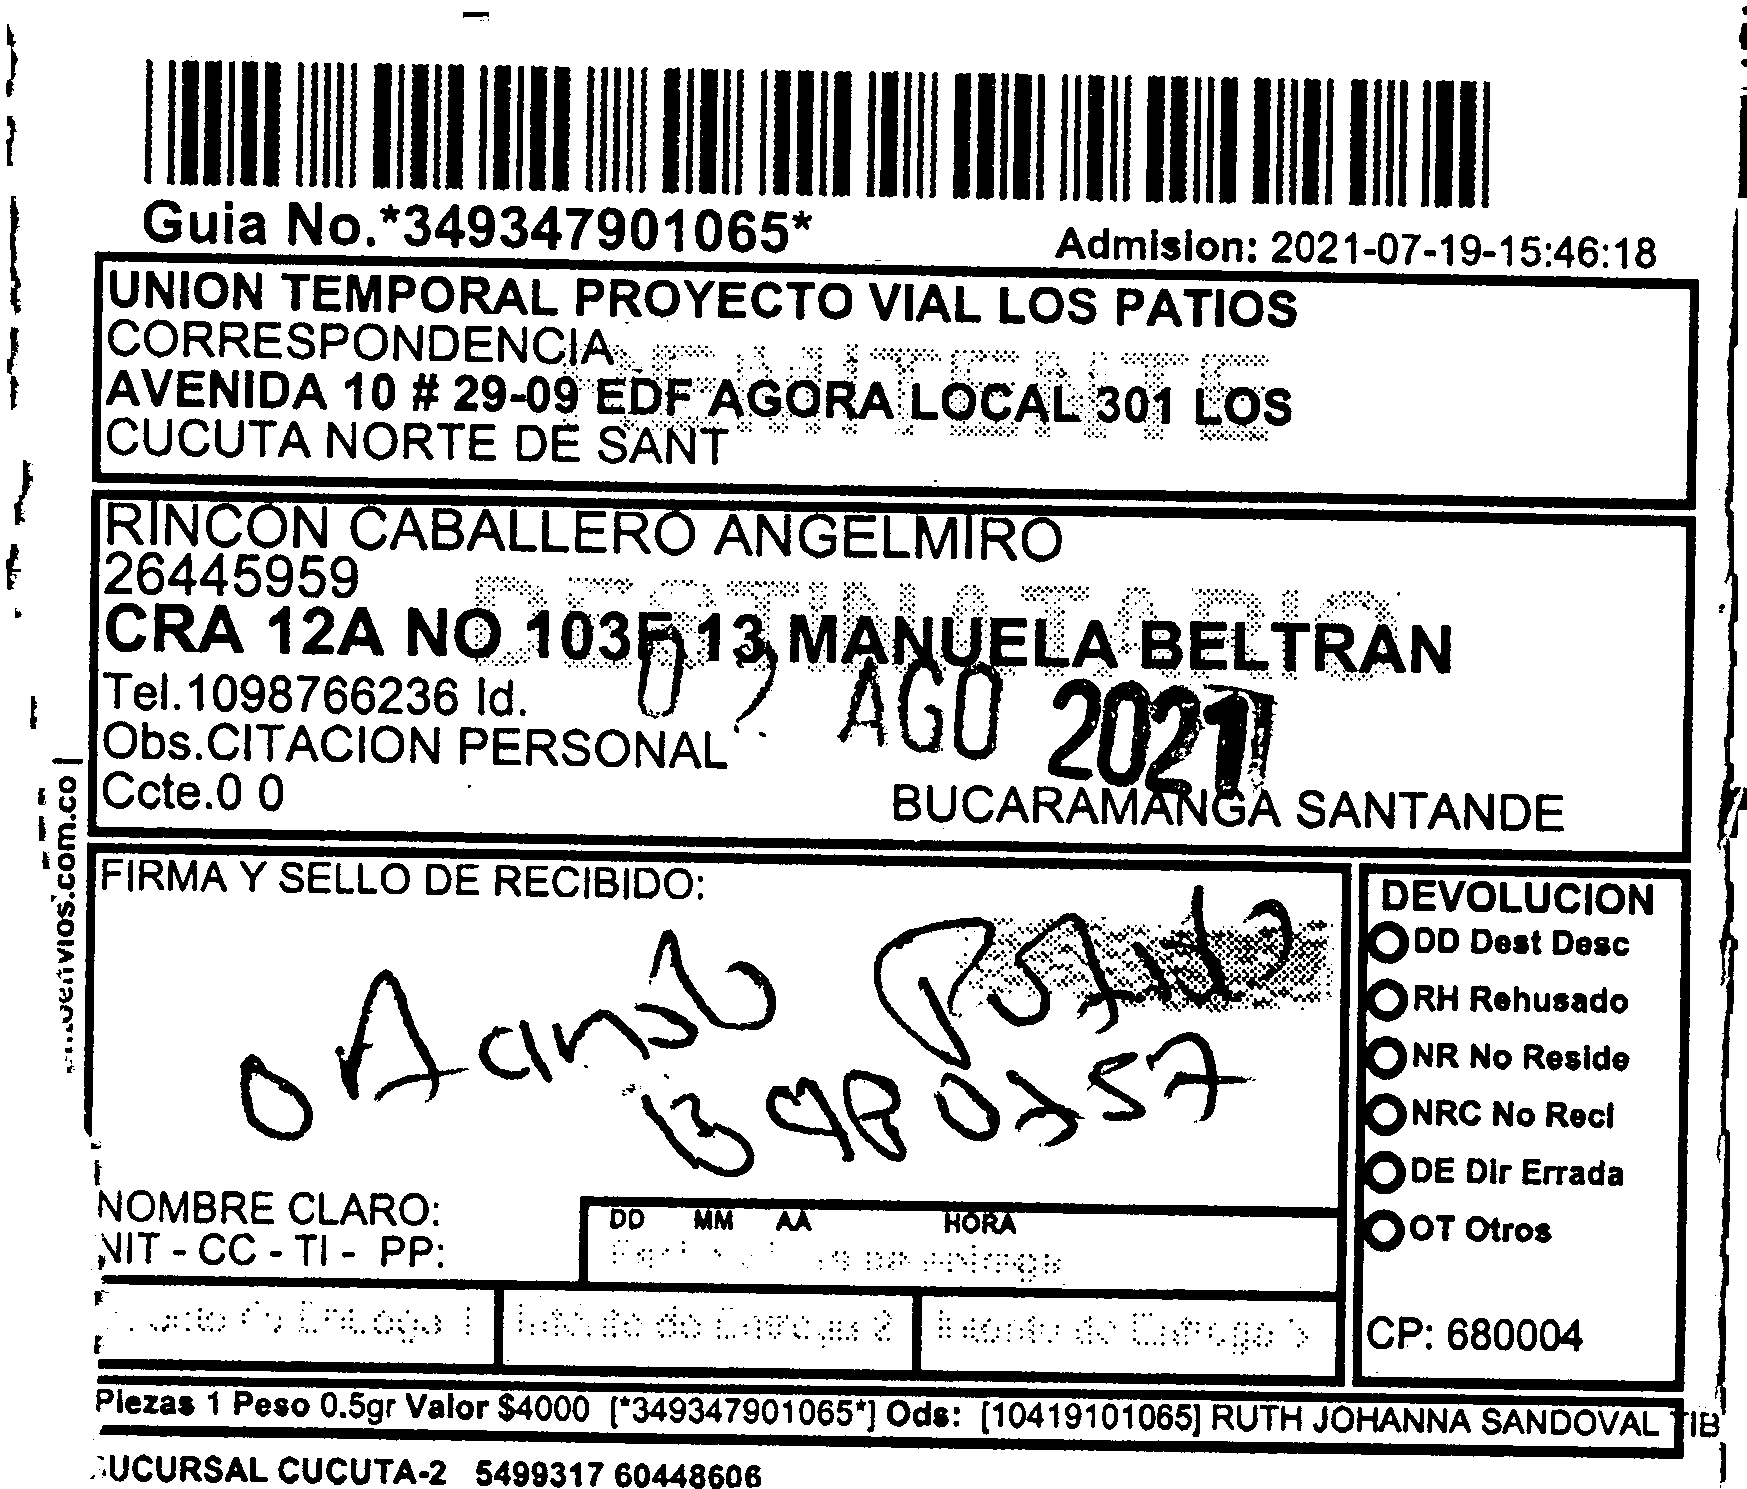 Guia No.*349347901065*
Admision: 2021-07-19-15:46:18
UNION TEMPORAL PROYECTO VIAL LOS PATIOS
CORRESPONDENCIA
REMITENTE
AVENIDA 10 # 29-09 EDF AGORA LOCAL 301 LOS
CUCUTA NORTE DE SANT
RINCON CABALLERO ANGELMIRO
26445959
DESTINATARIO
CRA 12A NO 103F 13 MANUELA BELTRAN
Tel.1098766236 Id.
AGO 2021
Obs.CITACION PERSONAL
Ccte.0 0
BUCARAMANGA SANTANDE
FIRMA Y SELLO DE RECIBIDO:
NOMBRE CLARO:
NIT - CC - TI - PP:
DD MM AA HORA
DEVOLUCION
DD Dest Desc
RH Rehusado
NR No Reside
NRC No Recl
DE Dir Errada
OT Otros
CP: 680004
Piezas 1 Peso 0.5gr Valor $4000 [*349347901065*] Ods: [10419101065] RUTH JOHANNA SANDOVAL TIB
SUCURSAL CUCUTA-2 5499317 60448606